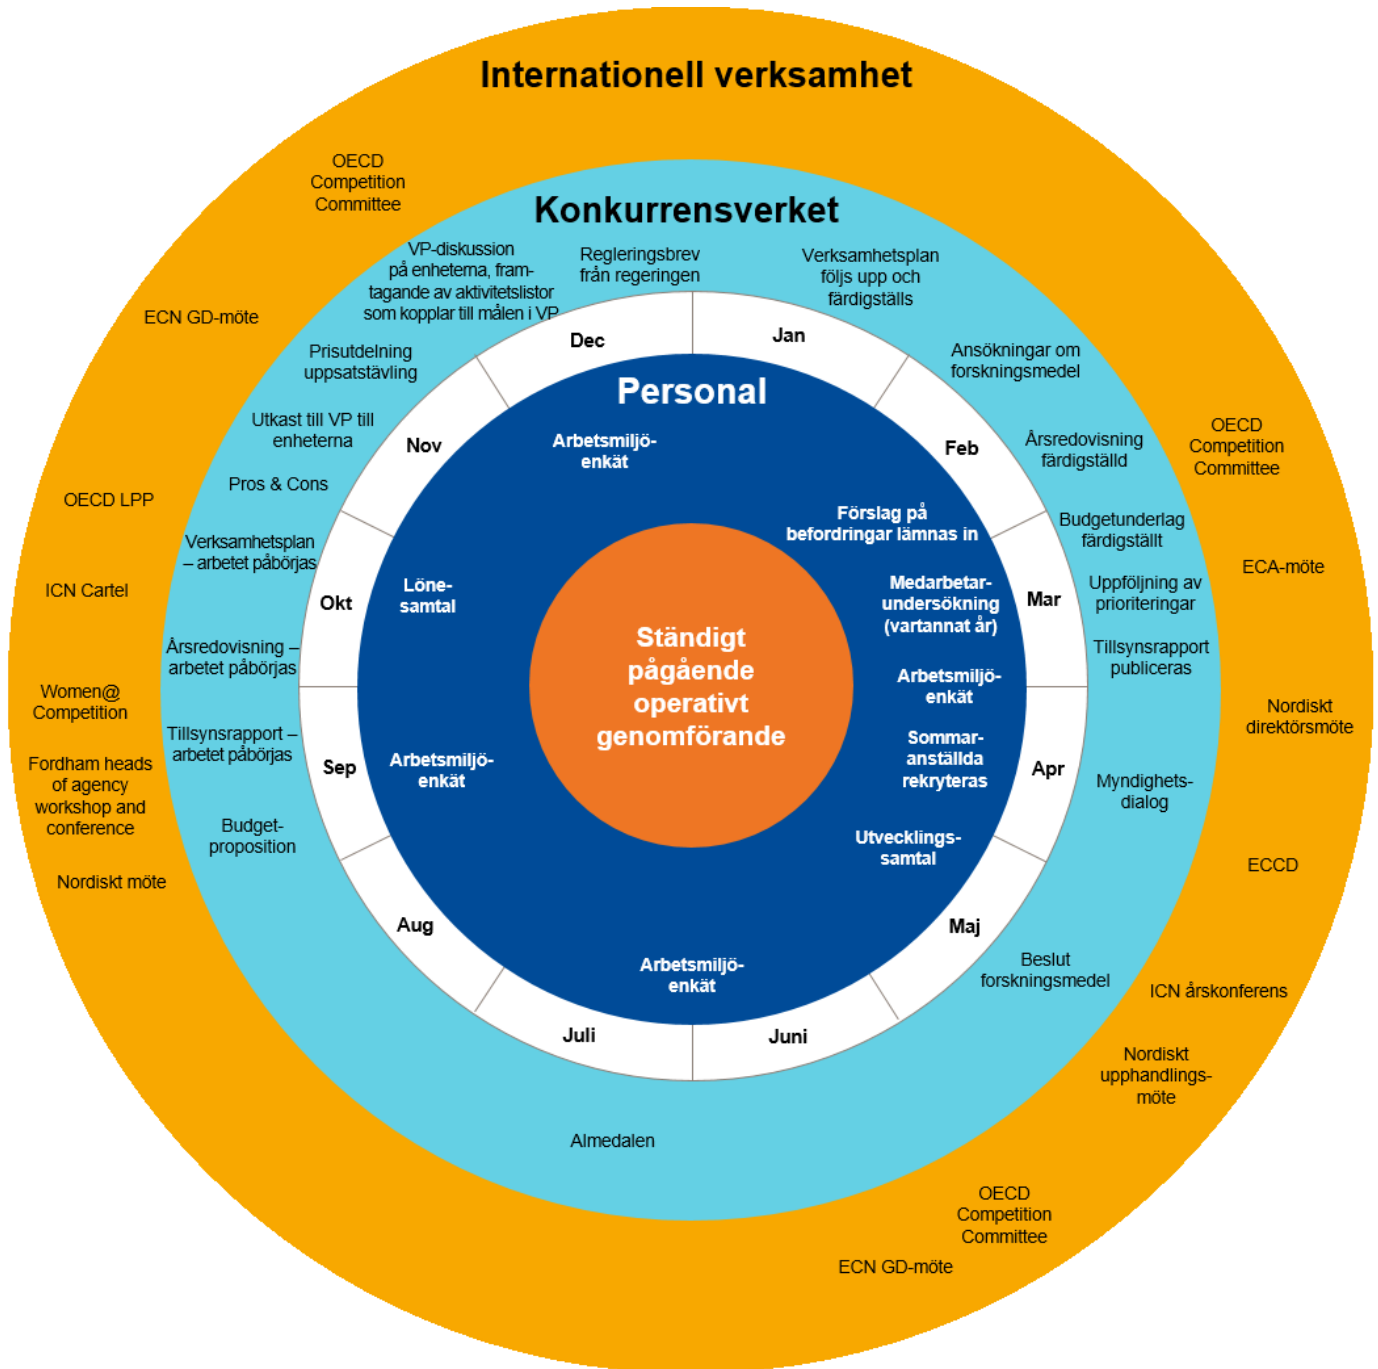 Internationell verksamhet
OECD
Competition
Committee
ECN GD-möte
OECD LPP
ICN Cartel
Women@
Competition
Fordham heads
of agency
workshop and
conference
Nordiskt möte
OECD
Competition
Committee
ECA-möte
Nordiskt
direktörsmöte
ECCD
ICN årskonferens
Nordiskt
upphandlings-
möte
OECD
Competition
Committee
ECN GD-möte
Konkurrensverket
VP-diskussion
på enheterna, fram-
tagande av aktivitetslistor
som kopplar till målen i VP
Regleringsbrev
från regeringen
Verksamhetsplan
följs upp och
färdigställs
Ansökningar om
forskningsmedel
Årsredovisning
färdigställd
Budgetunderlag
färdigställt
Uppföljning av
prioriteringar
Tillsynsrapport
publiceras
Myndighets-
dialog
Beslut
forskningsmedel
Almedalen
Budget-
proposition
Tillsynsrapport –
arbetet påbörjas
Årsredovisning –
arbetet påbörjas
Verksamhetsplan
– arbetet påbörjas
Pros & Cons
Utkast till VP till
enheterna
Prisutdelning
uppsatstävling
Jan
Feb
Mar
Apr
Maj
Juni
Juli
Aug
Sep
Okt
Nov
Dec
Personal
Arbetsmiljö-
enkät
Förslag på
befordringar lämnas in
Medarbetar-
undersökning
(vartannat år)
Arbetsmiljö-
enkät
Sommar-
anställda
rekryteras
Utvecklings-
samtal
Arbetsmiljö-
enkät
Arbetsmiljö-
enkät
Löne-
samtal
Ständigt
pågående
operativt
genomförande